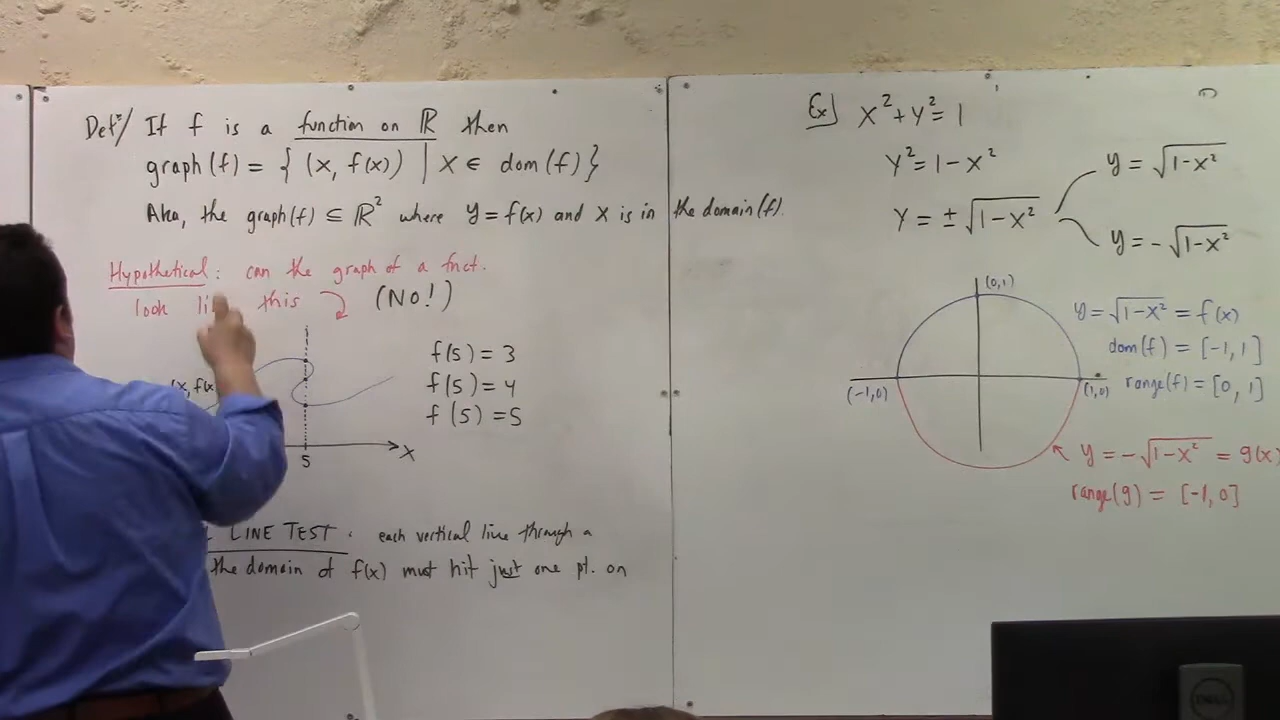 Def:/ If f is a function on ℝ then
graph(f) = { (x, f(x)) | x ∈ dom(f) }
Aka, the graph(f) ⊆ ℝ² where y = f(x) and x is in the domain(f).
Hypothetical : can the graph of a fnct.
look this (NO!)
(x, f(x
f(5) = 3
f(5) = 4
f(5) = 5
5
x
LINE TEST : each vertical line through a
the domain of f(x) must hit just one pt. on
Ex) x² + y² = 1
y² = 1 - x²
y = ± √(1-x²)
y = √(1-x²)
y = - √(1-x²)
(0,1)
(-1,0)
(1,0)
y = √(1-x²) = f(x)
dom(f) = [-1, 1]
range(f) = [0, 1]
y = - √(1-x²) = g(x)
range(g) = [-1, 0]
DELL